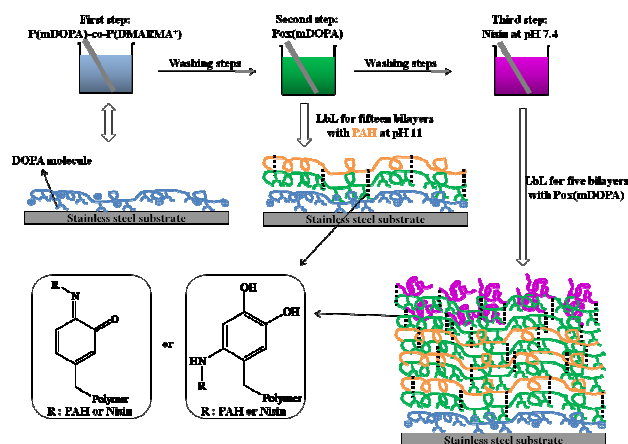 First step:
P(mDOPA)-co-P(DMARMA⁺)
Second step:
Pox(mDOPA)
Third step:
Nisin at pH 7.4
Washing steps
Washing steps
LbL for fifteen bilayers
with PAH at pH 11
DOPA molecule
LbL for five bilayers
with Pox(mDOPA)
Stainless steel substrate
Stainless steel substrate
R
N
O
Polymer
R : PAH or Nisin
or
OH
OH
HN
R
Polymer
R : PAH or Nisin
Stainless steel substrate